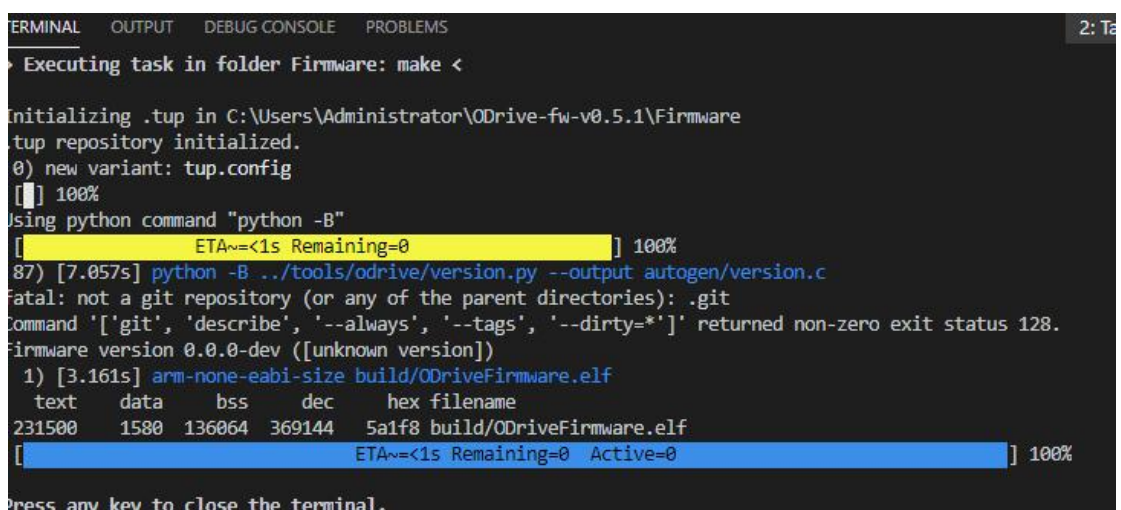 TERMINAL OUTPUT DEBUG CONSOLE PROBLEMS 2: Ta
> Executing task in folder Firmware: make <
Initializing .tup in C:\Users\Administrator\ODrive-fw-v0.5.1\Firmware
.tup repository initialized.
0) new variant: tup.config
[ ] 100%
Using python command "python -B"
[ ETA~=<1s Remaining=0 ] 100%
87) [7.057s] python -B ../tools/odrive/version.py --output autogen/version.c
fatal: not a git repository (or any of the parent directories): .git
Command '['git', 'describe', '--always', '--tags', '--dirty=*']' returned non-zero exit status 128.
Firmware version 0.0.0-dev ([unknown version])
1) [3.161s] arm-none-eabi-size build/ODriveFirmware.elf
text data bss dec hex filename
231500 1580 136064 369144 5a1f8 build/ODriveFirmware.elf
[ ETA~=<1s Remaining=0 Active=0 ] 100%
Press any key to close the terminal.